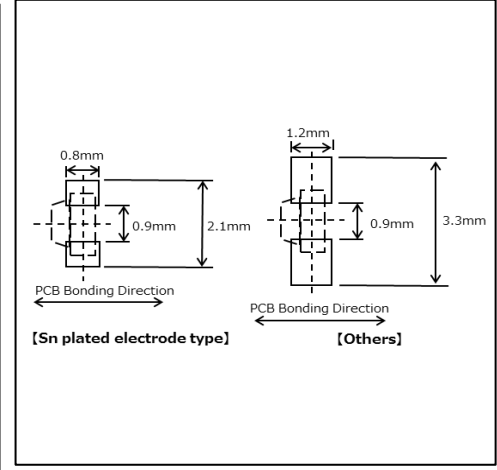 0.8mm
0.9mm
2.1mm
PCB Bonding Direction
【Sn plated electrode type】
1.2mm
0.9mm
3.3mm
PCB Bonding Direction
【Others】